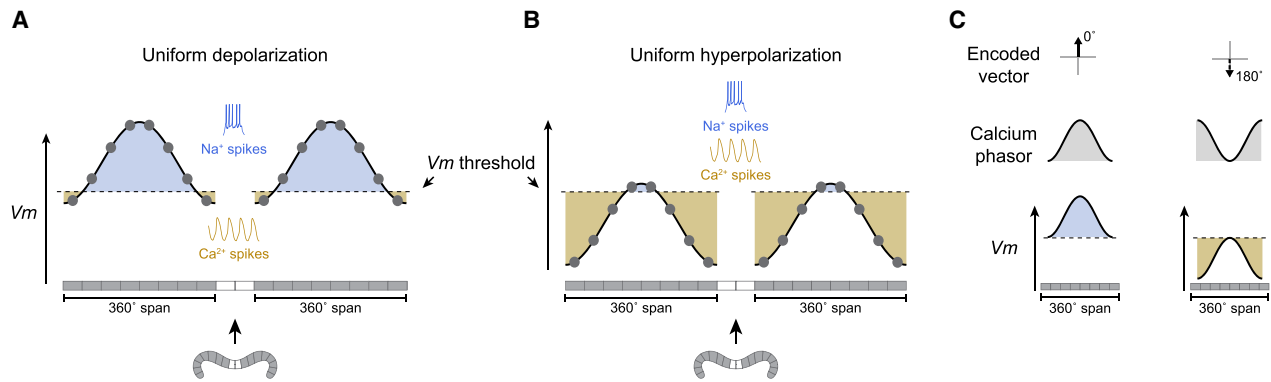 A
Uniform depolarization
Na+ spikes
Vm
Ca2+ spikes
360˚ span
360˚ span
Vm threshold
B
Uniform hyperpolarization
Na+ spikes
Ca2+ spikes
360˚ span
360˚ span
C
Encoded
vector
0˚
180˚
Calcium
phasor
Vm
360˚ span
360˚ span